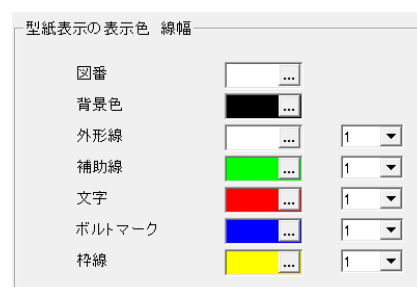 型紙表示の表示色 線幅
図番 ...
背景色 ...
外形線 ... 1
補助線 ... 1
文字 ... 1
ボルトマーク ... 1
枠線 ... 1